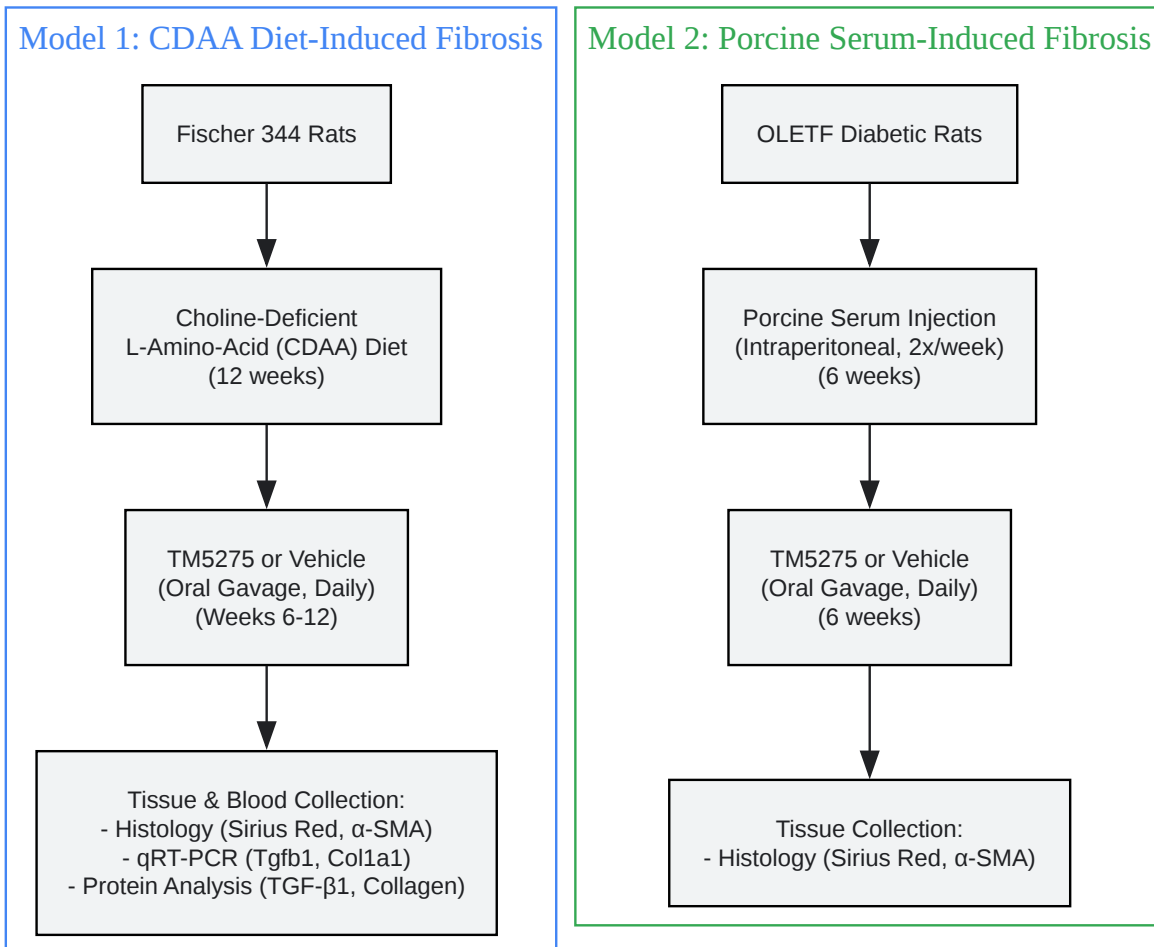 Model 1: CDAA Diet-Induced Fibrosis
Fischer 344 Rats
Choline-Deficient
L-Amino-Acid (CDAA) Diet
(12 weeks)
TM5275 or Vehicle
(Oral Gavage, Daily)
(Weeks 6-12)
Tissue & Blood Collection:
- Histology (Sirius Red, α-SMA)
- qRT-PCR (Tgfb1, Col1a1)
- Protein Analysis (TGF-β1, Collagen)
Model 2: Porcine Serum-Induced Fibrosis
OLETF Diabetic Rats
Porcine Serum Injection
(Intraperitoneal, 2x/week)
(6 weeks)
TM5275 or Vehicle
(Oral Gavage, Daily)
(6 weeks)
Tissue Collection:
- Histology (Sirius Red, α-SMA)